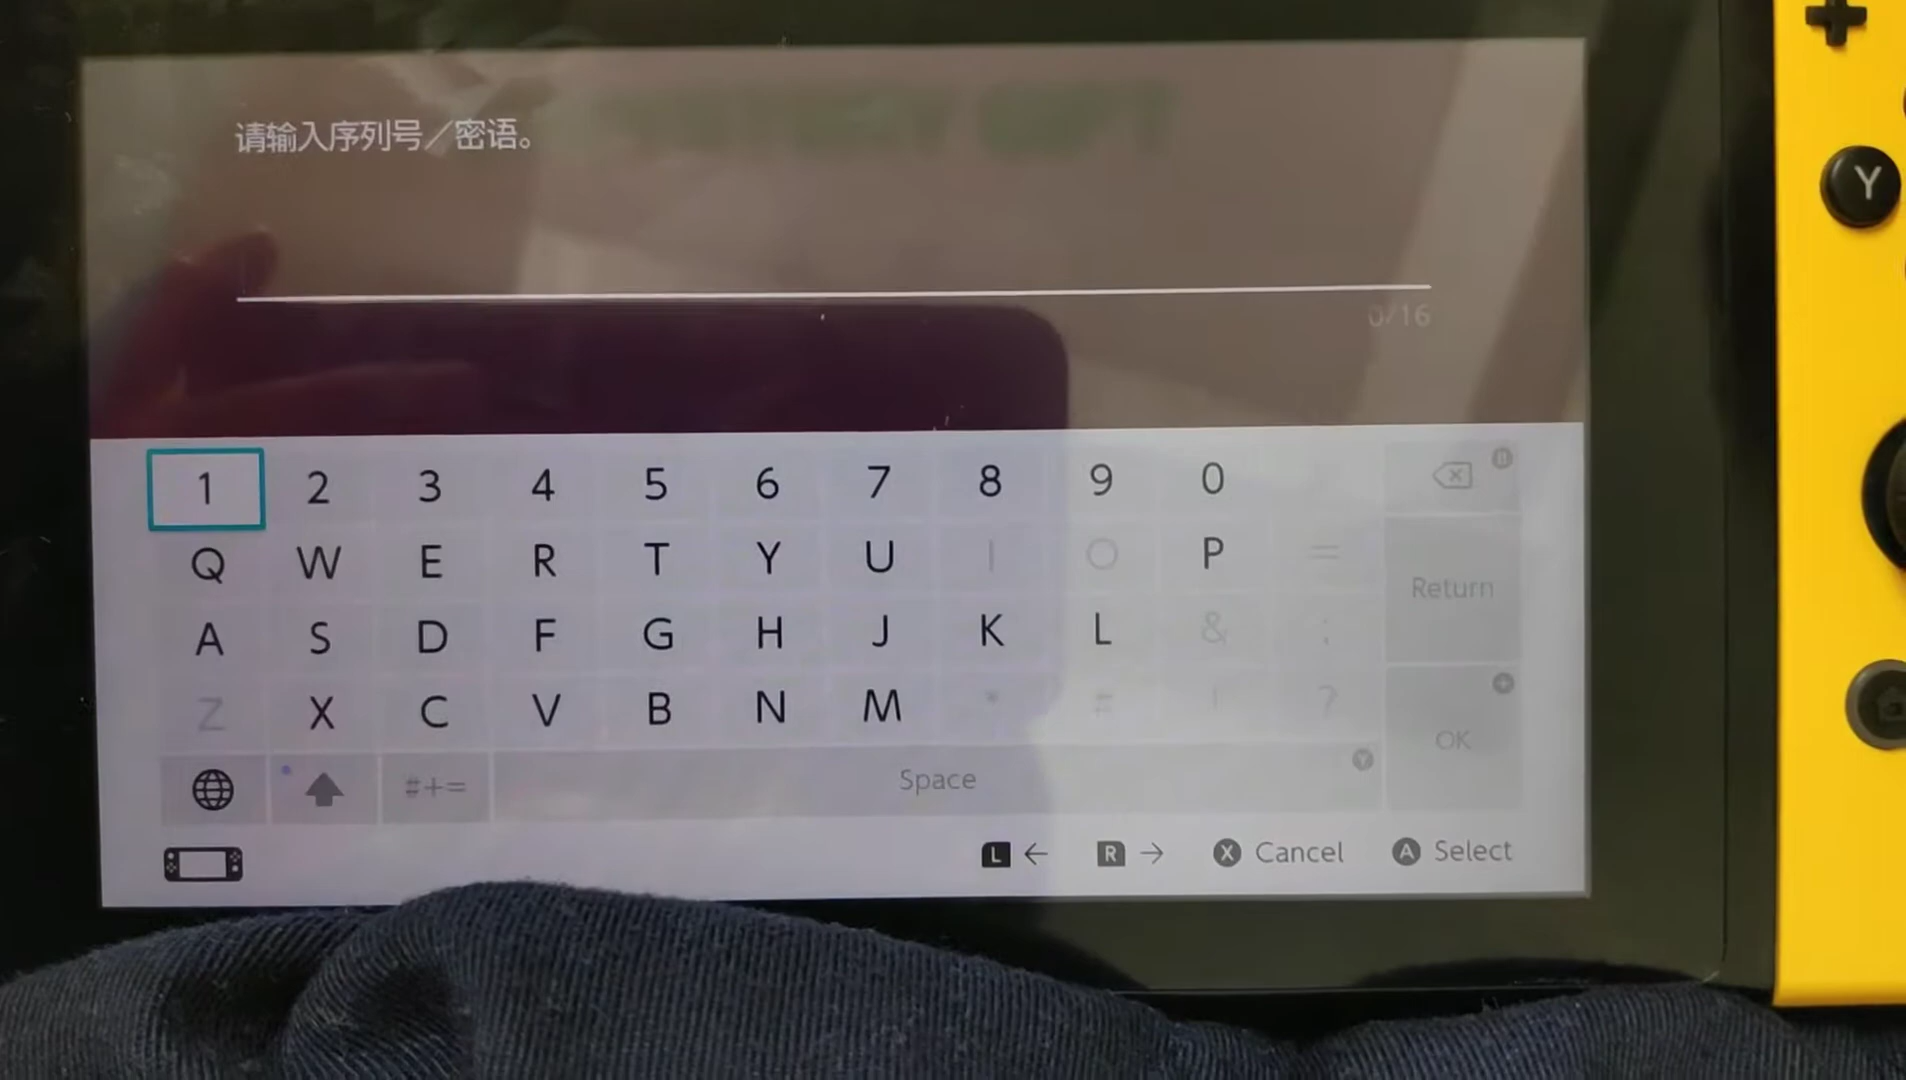 请输入序列号／密语。
0/16
1 2 3 4 5 6 7 8 9 0
Q W E R T Y U I O P =
Return
A S D F G H J K L & ;
Z X C V B N M * # ! ?
OK
#+= Space Y
L ← R → X Cancel A Select
Y